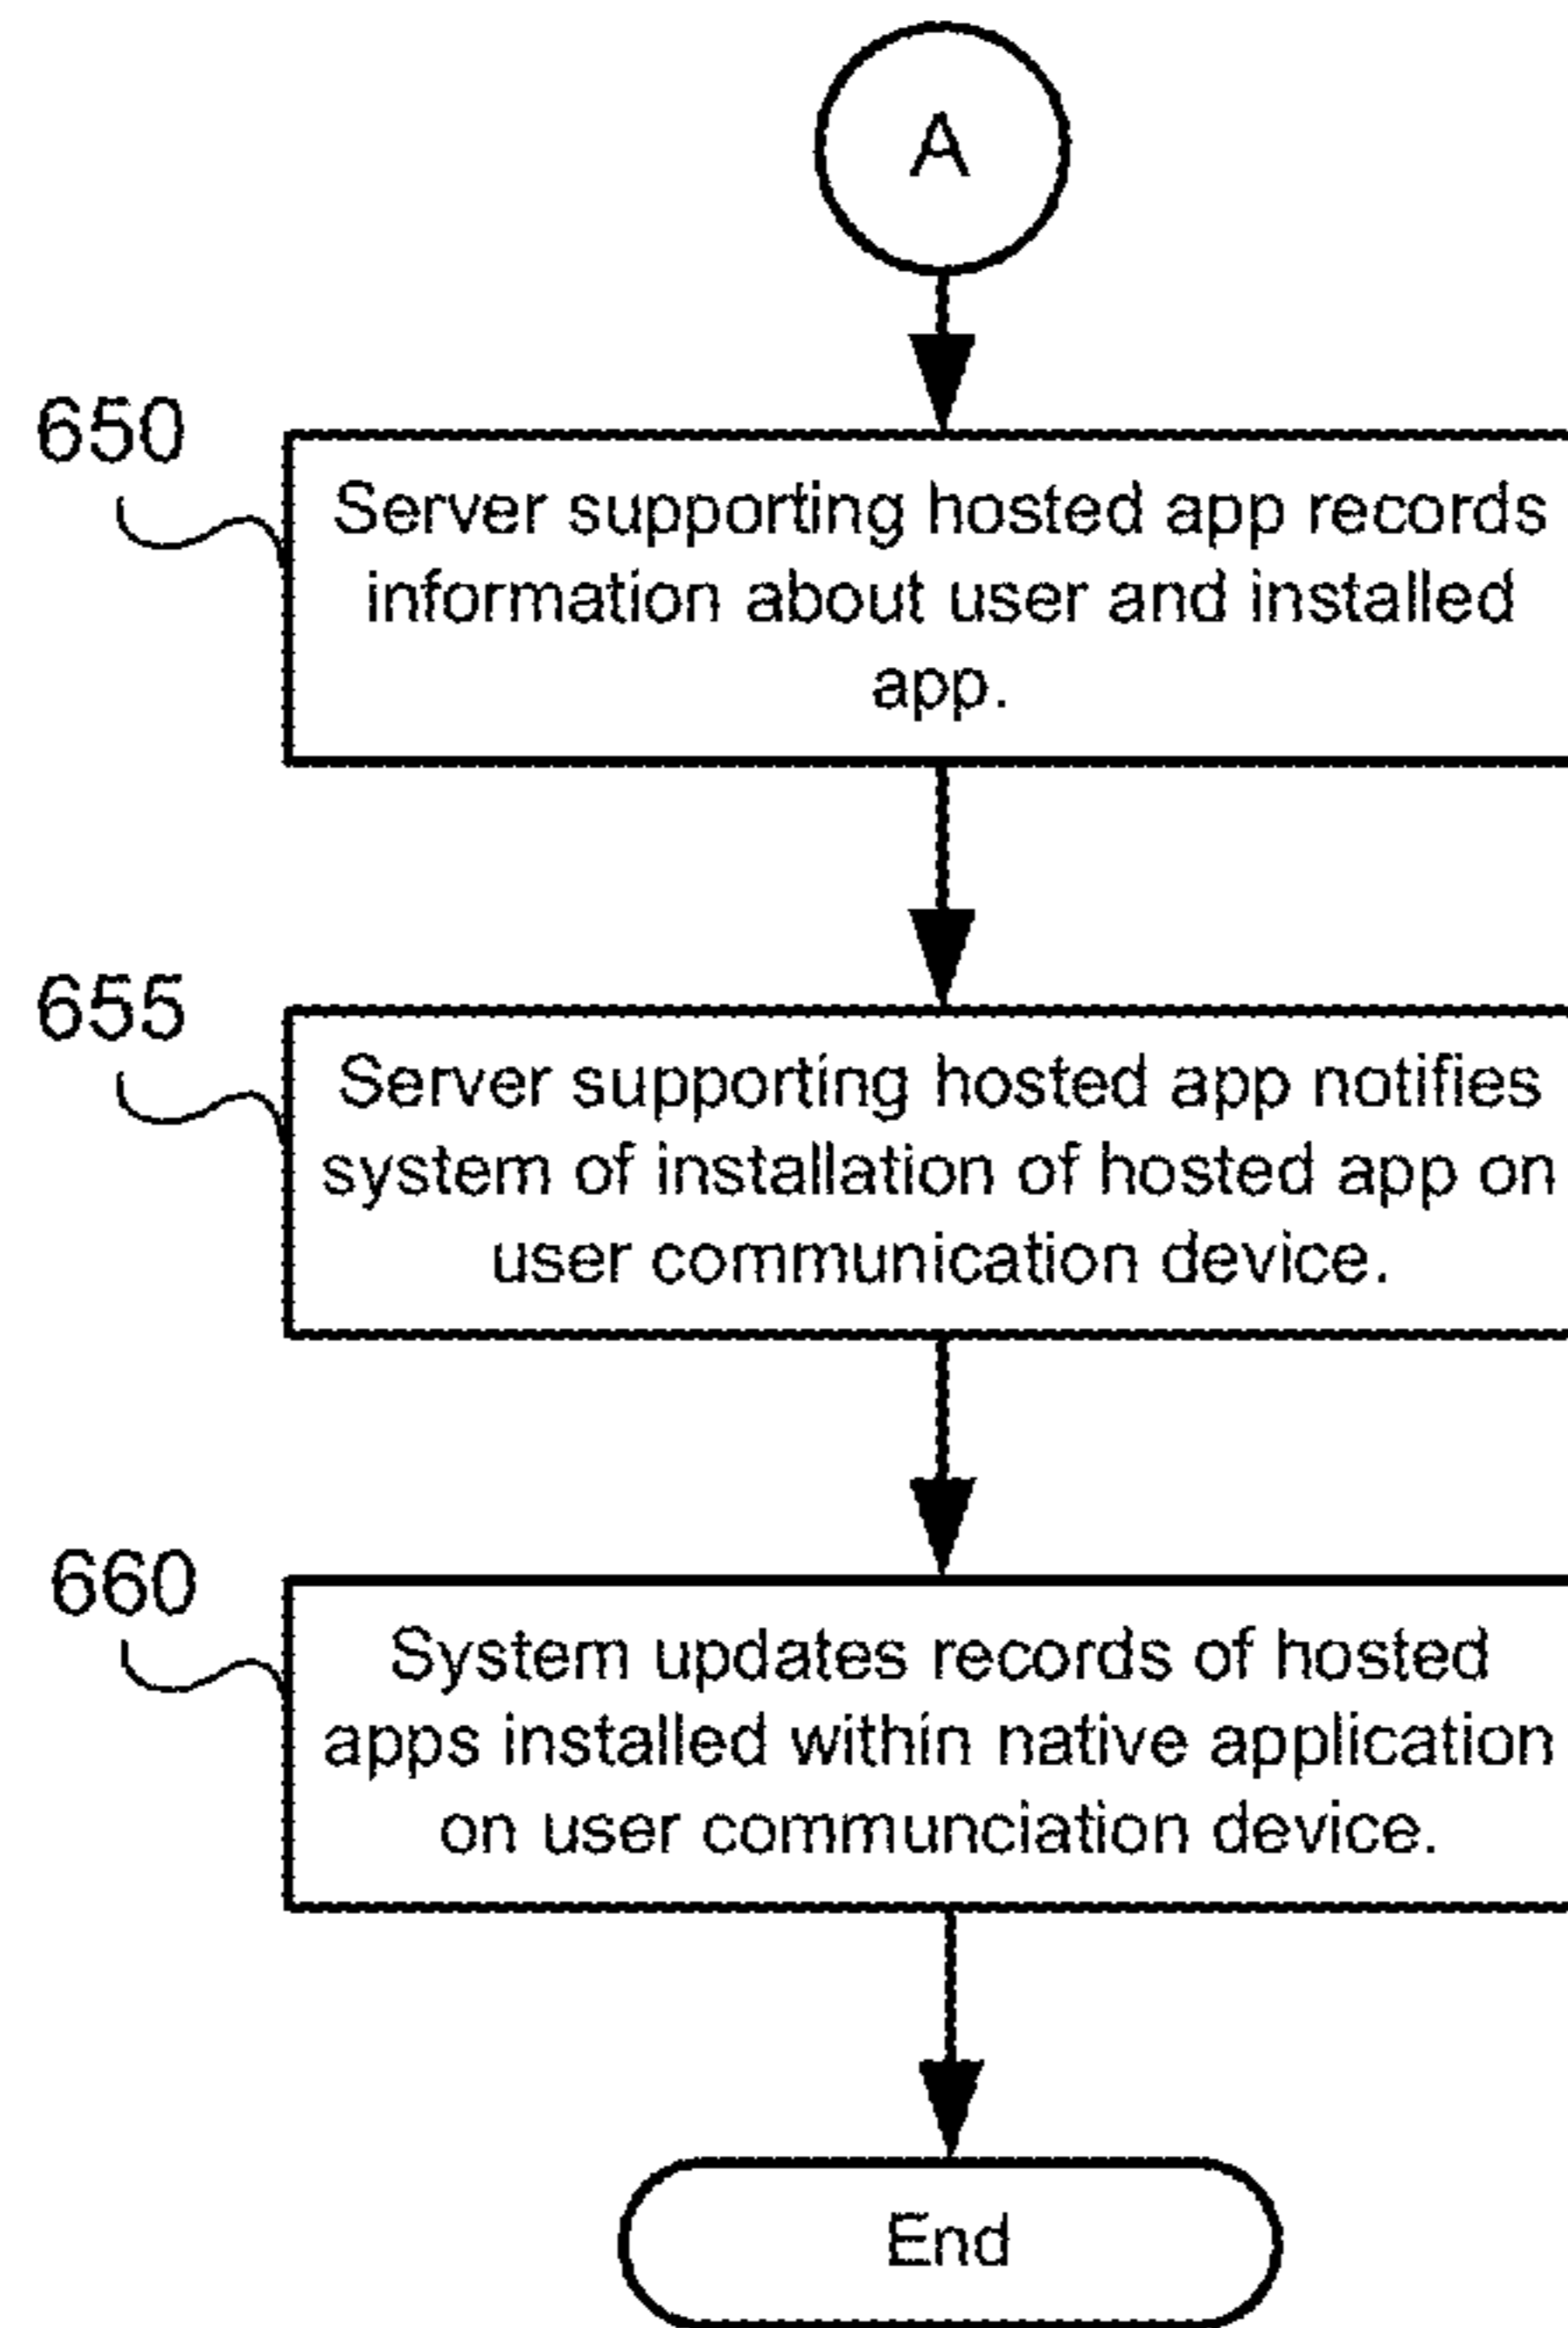 A
650
Server supporting hosted app records
information about user and installed
app.
655
Server supporting hosted app notifies
system of installation of hosted app on
user communication device.
660
System updates records of hosted
apps installed within native application
on user communciation device.
End